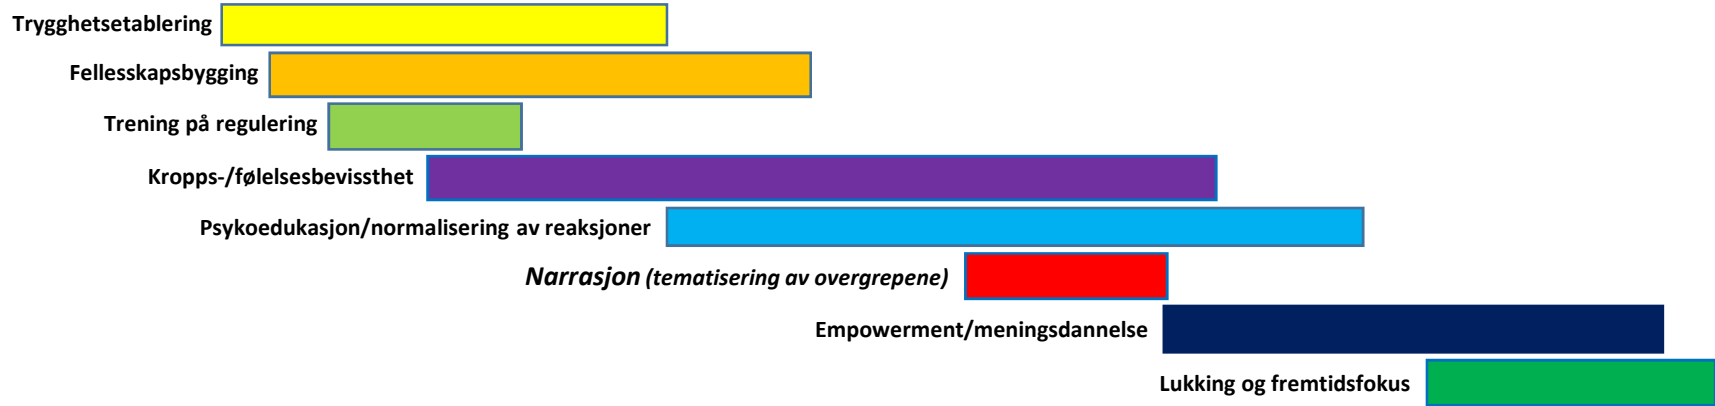 Trygghetsetablering
Fellesskapsbygging
Trening på regulering
Kropps-/følelsesbevissthet
Psykoedukasjon/normalisering av reaksjoner
Narrasjon (tematisering av overgrepene)
Empowerment/meningsdannelse
Lukking og fremtidsfokus